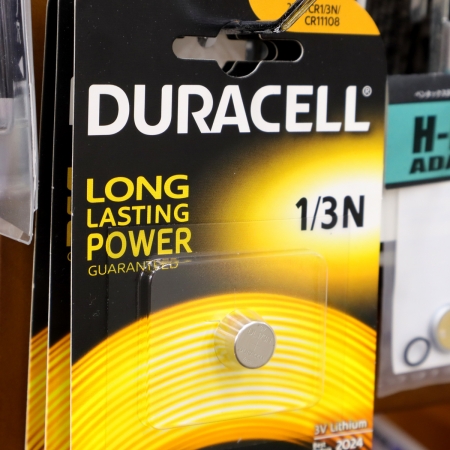 CR1/3N/
CR11108
DURACELL®
LONG
LASTING
POWER
GUARANTEED
1/3N
3V Lithium
2024
H-
ADA